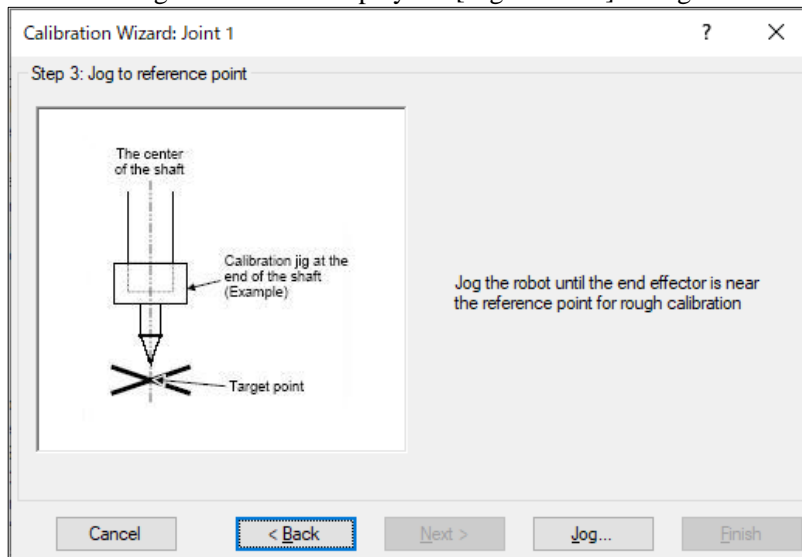 Calibration Wizard: Joint 1
?
Step 3: Jog to reference point
The center
of the shaft
Calibration jig at the
end of the shaft
(Example)
Target point
Jog the robot until the end effector is near
the reference point for rough calibration
Cancel
< Back
Next >
Jog...
Finish